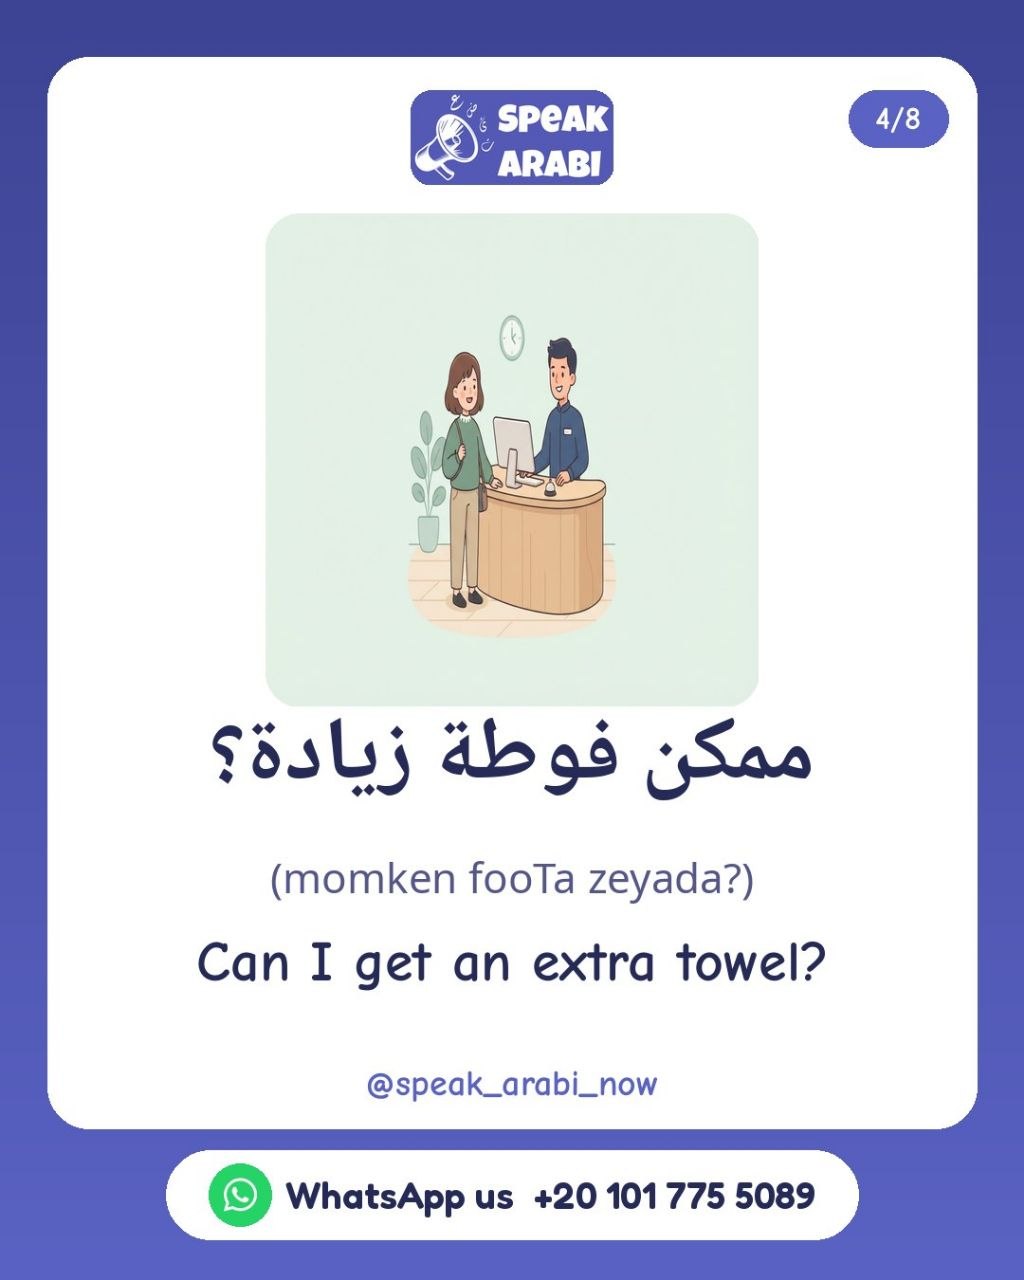 SPEAK
ARABI
4/8
ممكن فوطة زيادة؟
(momken fooTa zeyada?)
Can I get an extra towel?
@speak_arabi_now
WhatsApp us +20 101 775 5089